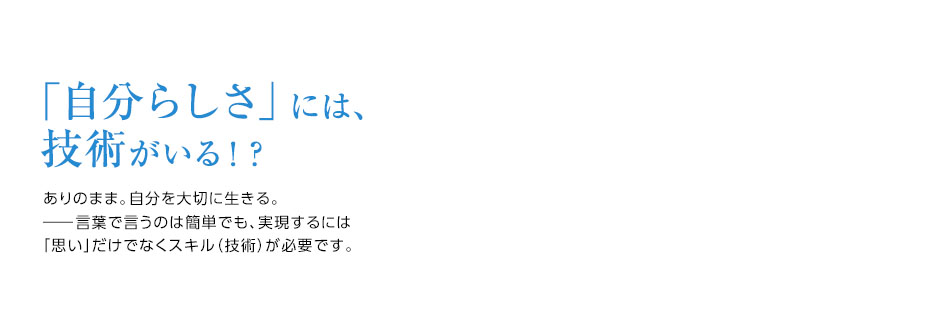 「自分らしさ」には、
技術がいる！？
ありのまま。自分を大切に生きる。
――言葉で言うのは簡単でも、実現するには
「思い」だけでなくスキル（技術）が必要です。